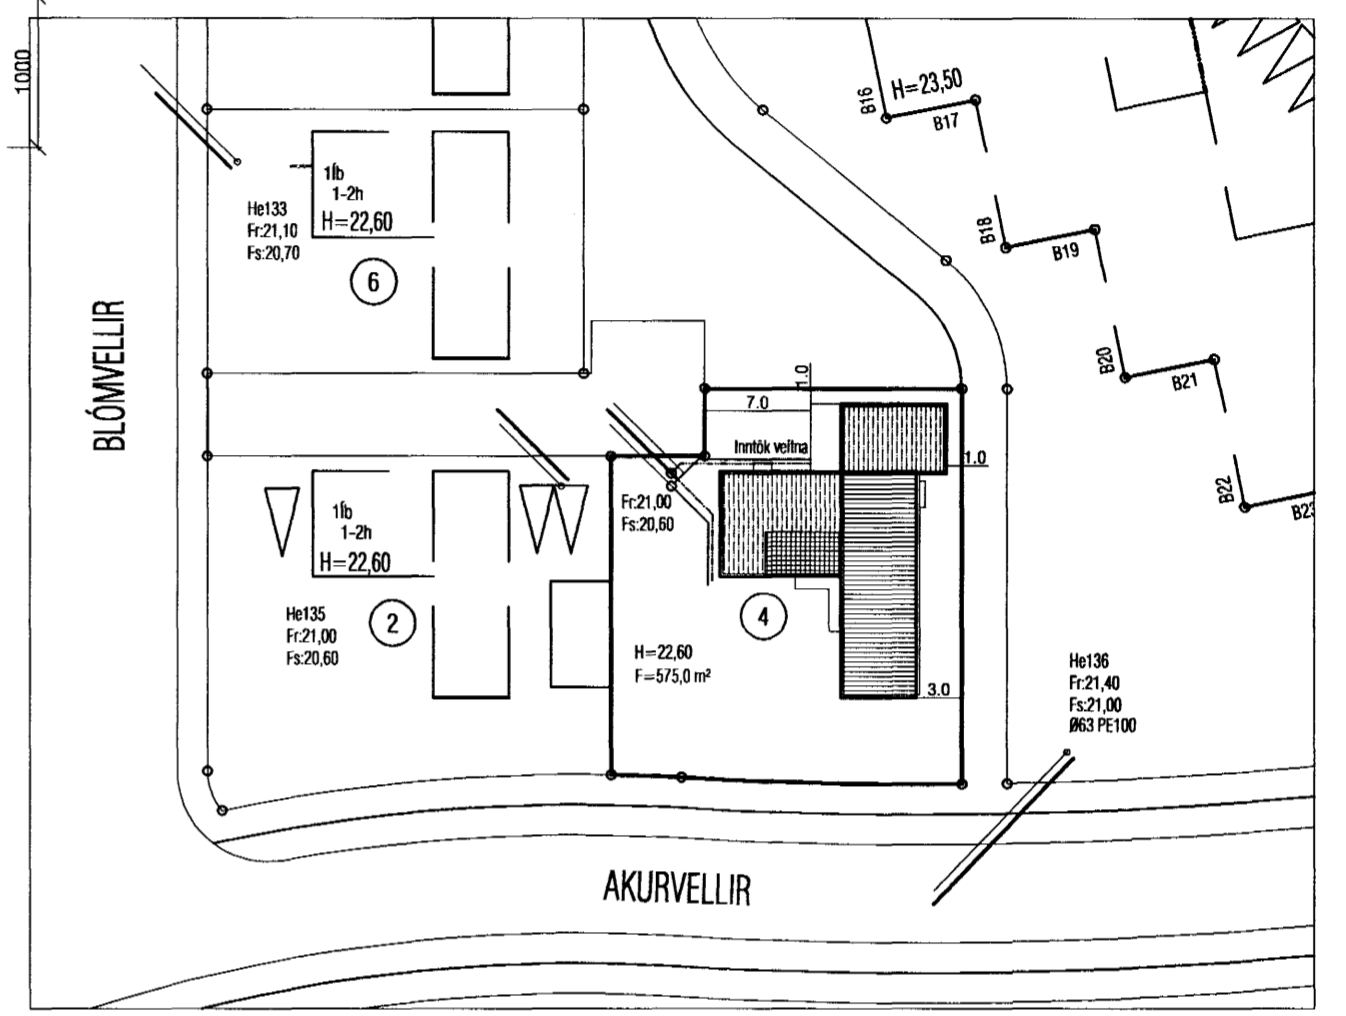 1000
B16
H=23,50
B17
1Íb
1-2h
H=22,60
He133
Fr:21,10
Fs:20,70
6
B18
B19
BLÓMVELLIR
B20
B21
1.0
7.0
Inntök veitna
1.0
B22
B23
Fr:21,00
Fs:20,60
1Íb
1-2h
H=22,60
He135
Fr:21,00
Fs:20,60
2
4
H=22,60
F=575,0 m²
3.0
He136
Fr:21,40
Fs:21,00
Ø63 PE100
AKURVELLIR